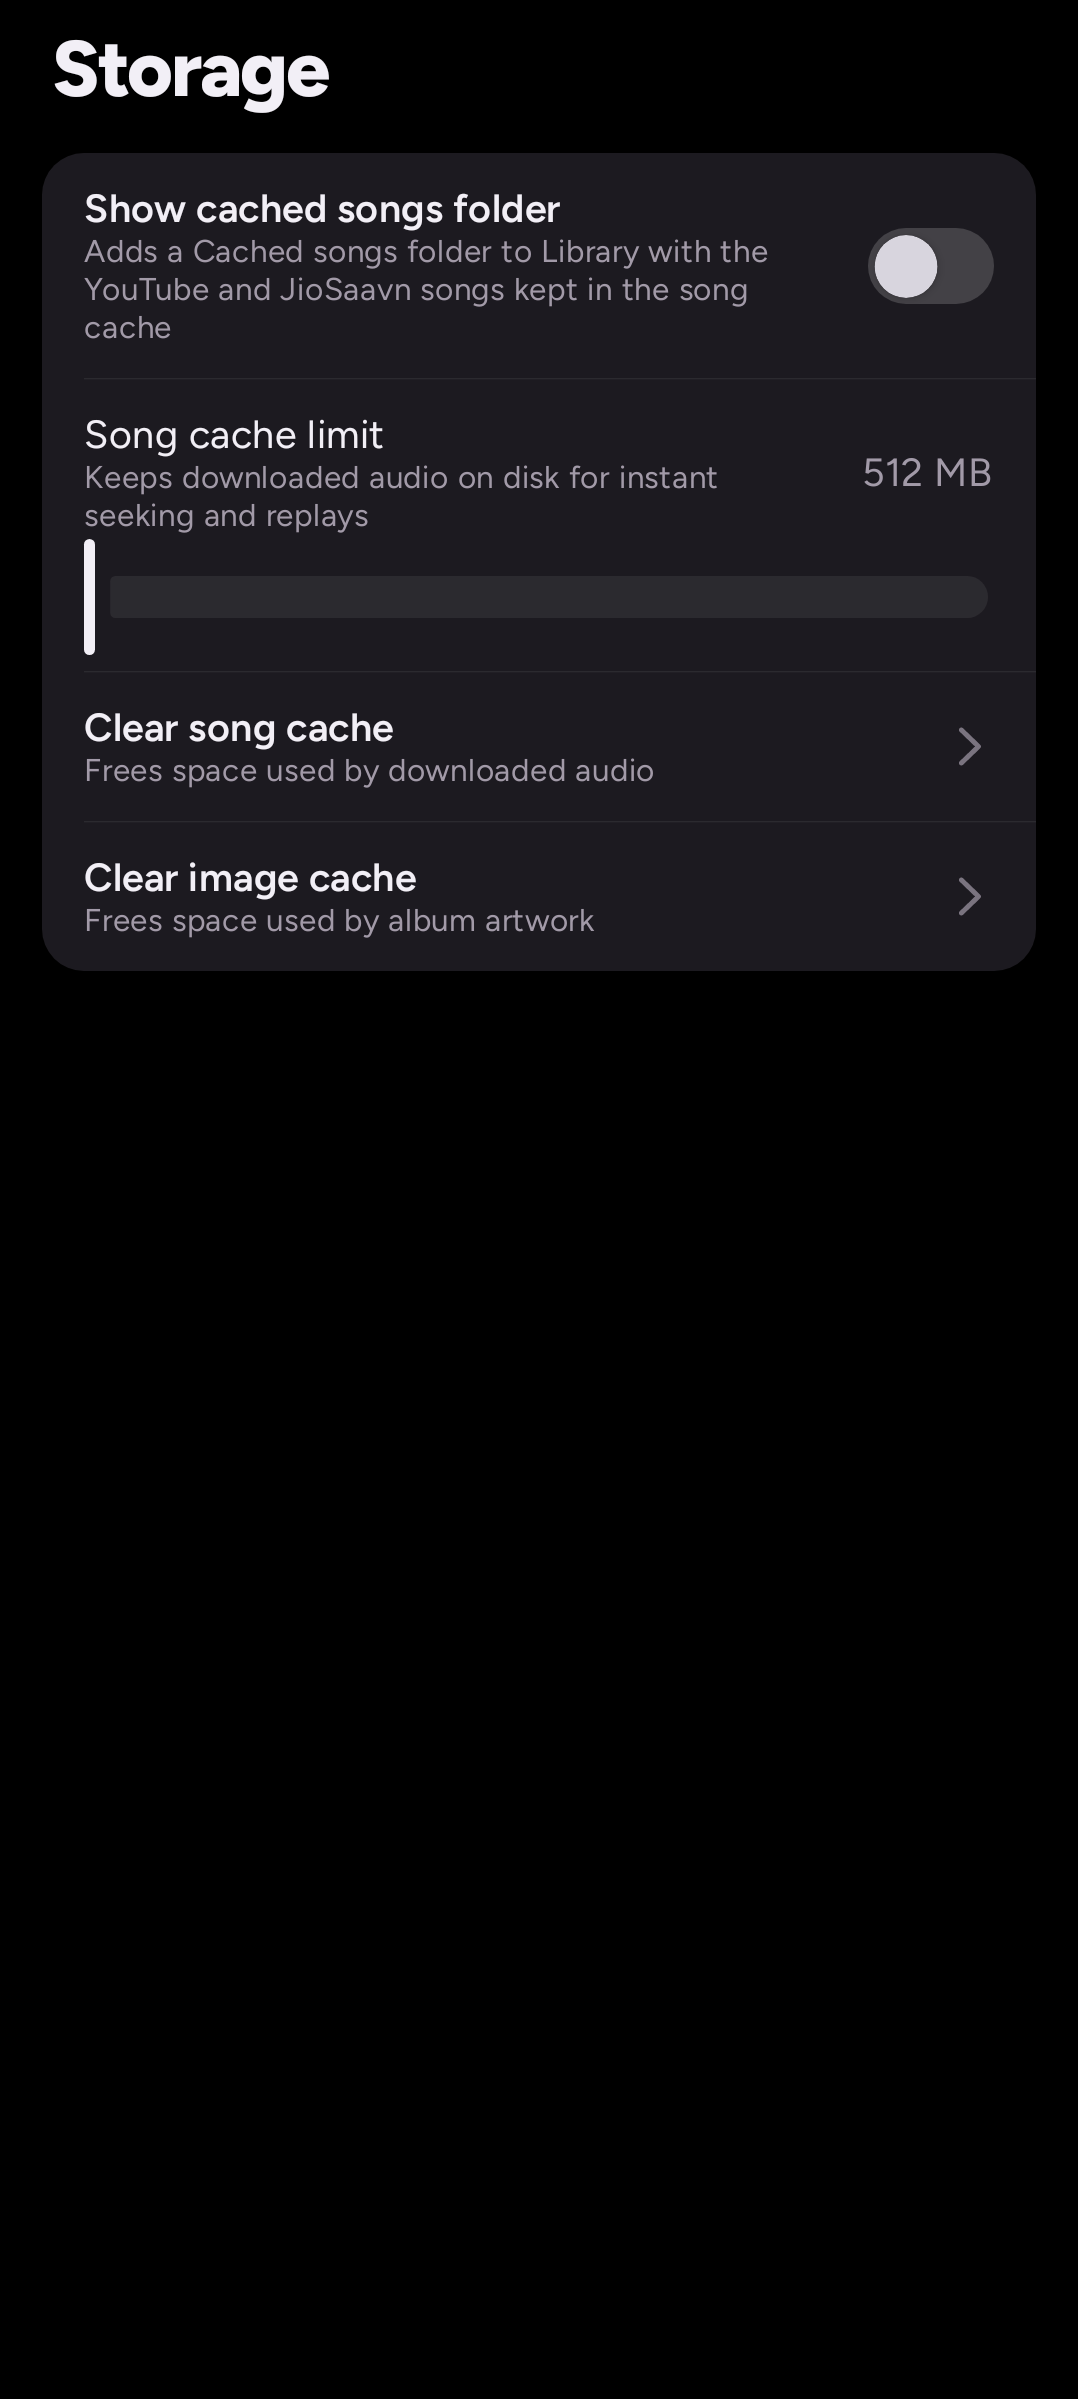 Storage
Show cached songs folder
Adds a Cached songs folder to Library with the
YouTube and JioSaavn songs kept in the song
cache
Song cache limit
Keeps downloaded audio on disk for instant
seeking and replays
512 MB
Clear song cache
Frees space used by downloaded audio
Clear image cache
Frees space used by album artwork